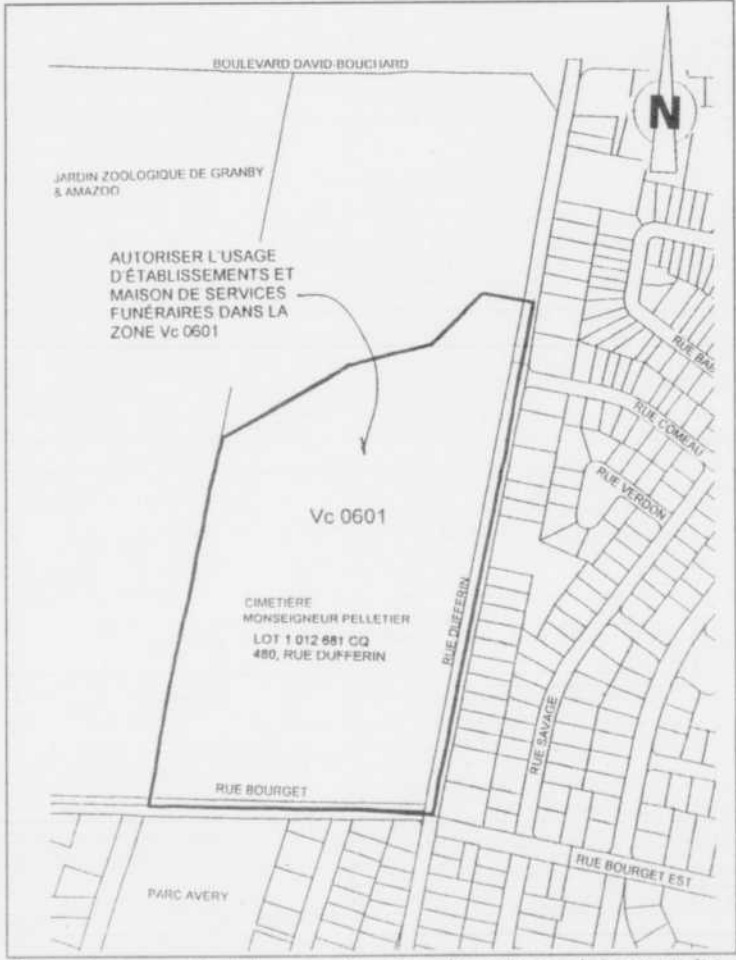 BOULEVARD DAVID-BOUCHARD
N
JARDIN ZOOLOGIQUE DE GRANBY
& AMAZOO
AUTORISER L'USAGE
D'ÉTABLISSEMENTS ET
MAISON DE SERVICES
FUNÉRAIRES DANS LA
ZONE Vc 0601
RUE
RUE COMEAU
RUE VERDON
Vc 0601
CIMETIÈRE
MONSEIGNEUR PELLETIER
LOT 1 012 681 CQ
480, RUE DUFFERIN
RUE DUFFERIN
RUE SAVAGE
RUE BOURGET
RUE BOURGET EST
PARC AVERY